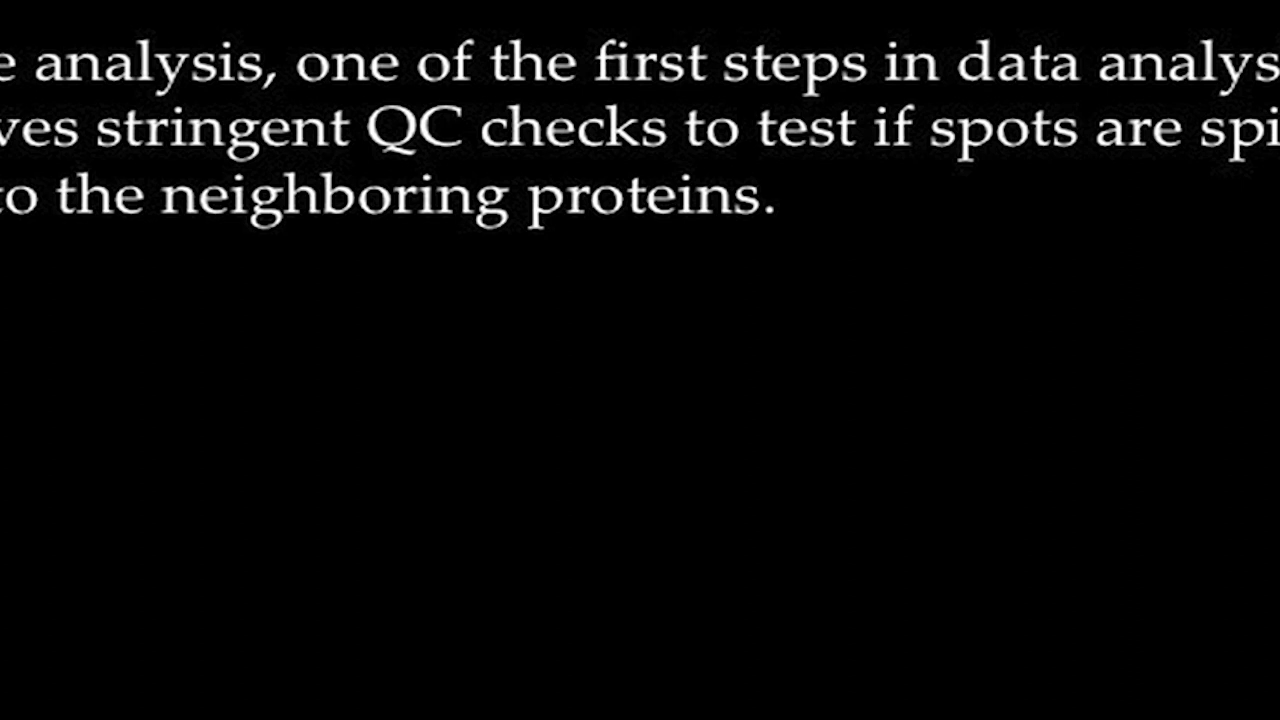 e analysis, one of the first steps in data analys
ves stringent QC checks to test if spots are spi
to the neighboring proteins.